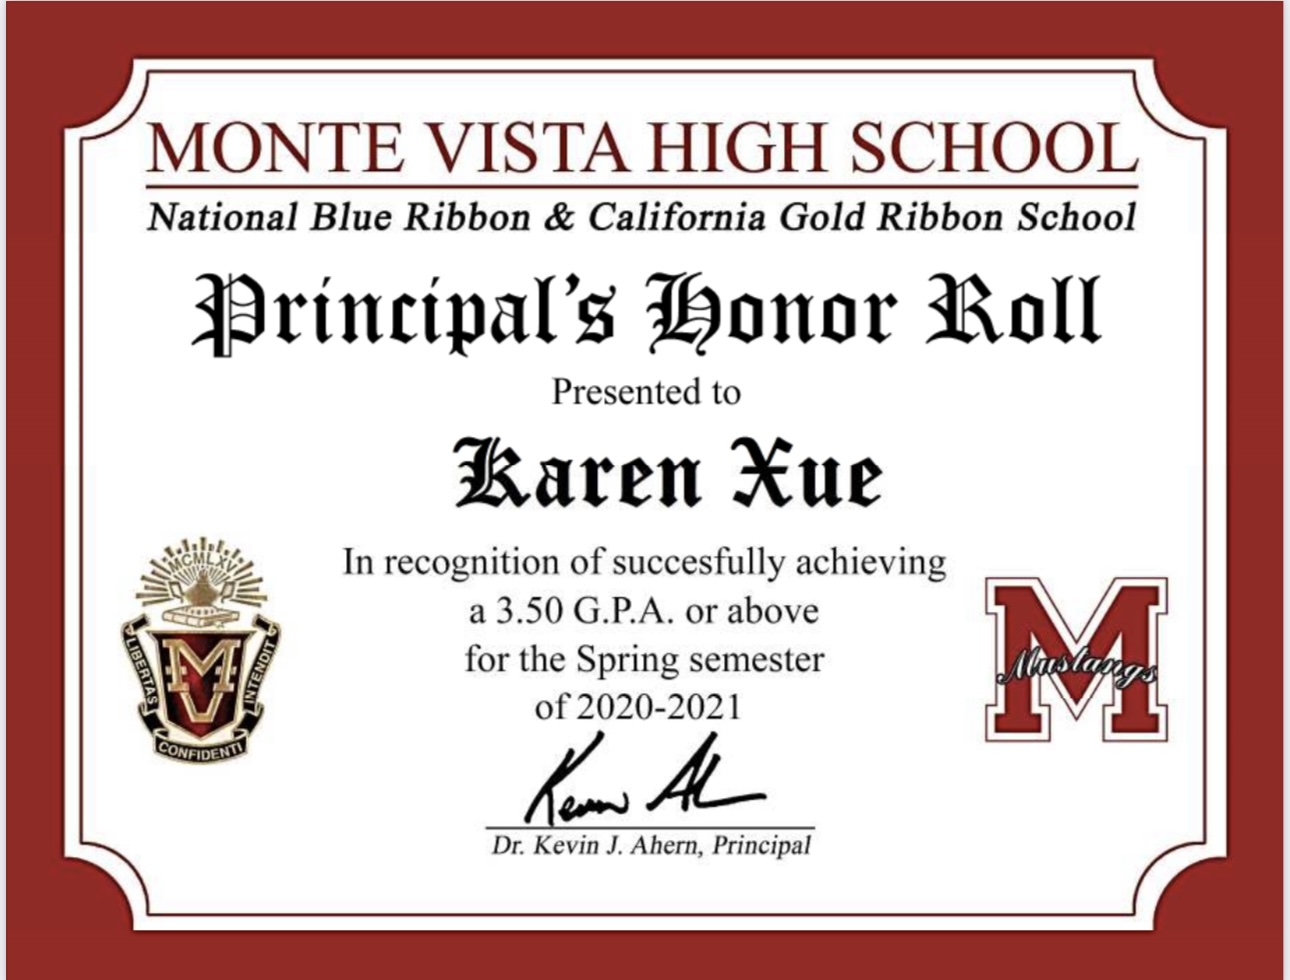 MONTE VISTA HIGH SCHOOL
National Blue Ribbon & California Gold Ribbon School
Principal's Honor Roll
Presented to
Karen Xue
In recognition of succesfully achieving
a 3.50 G.P.A. or above
for the Spring semester
of 2020-2021
MCMLXV
MV
LIBERTAS
INTENDIT
CONFIDENTI
M
Mustangs
Kevin Ah
Dr. Kevin J. Ahern, Principal